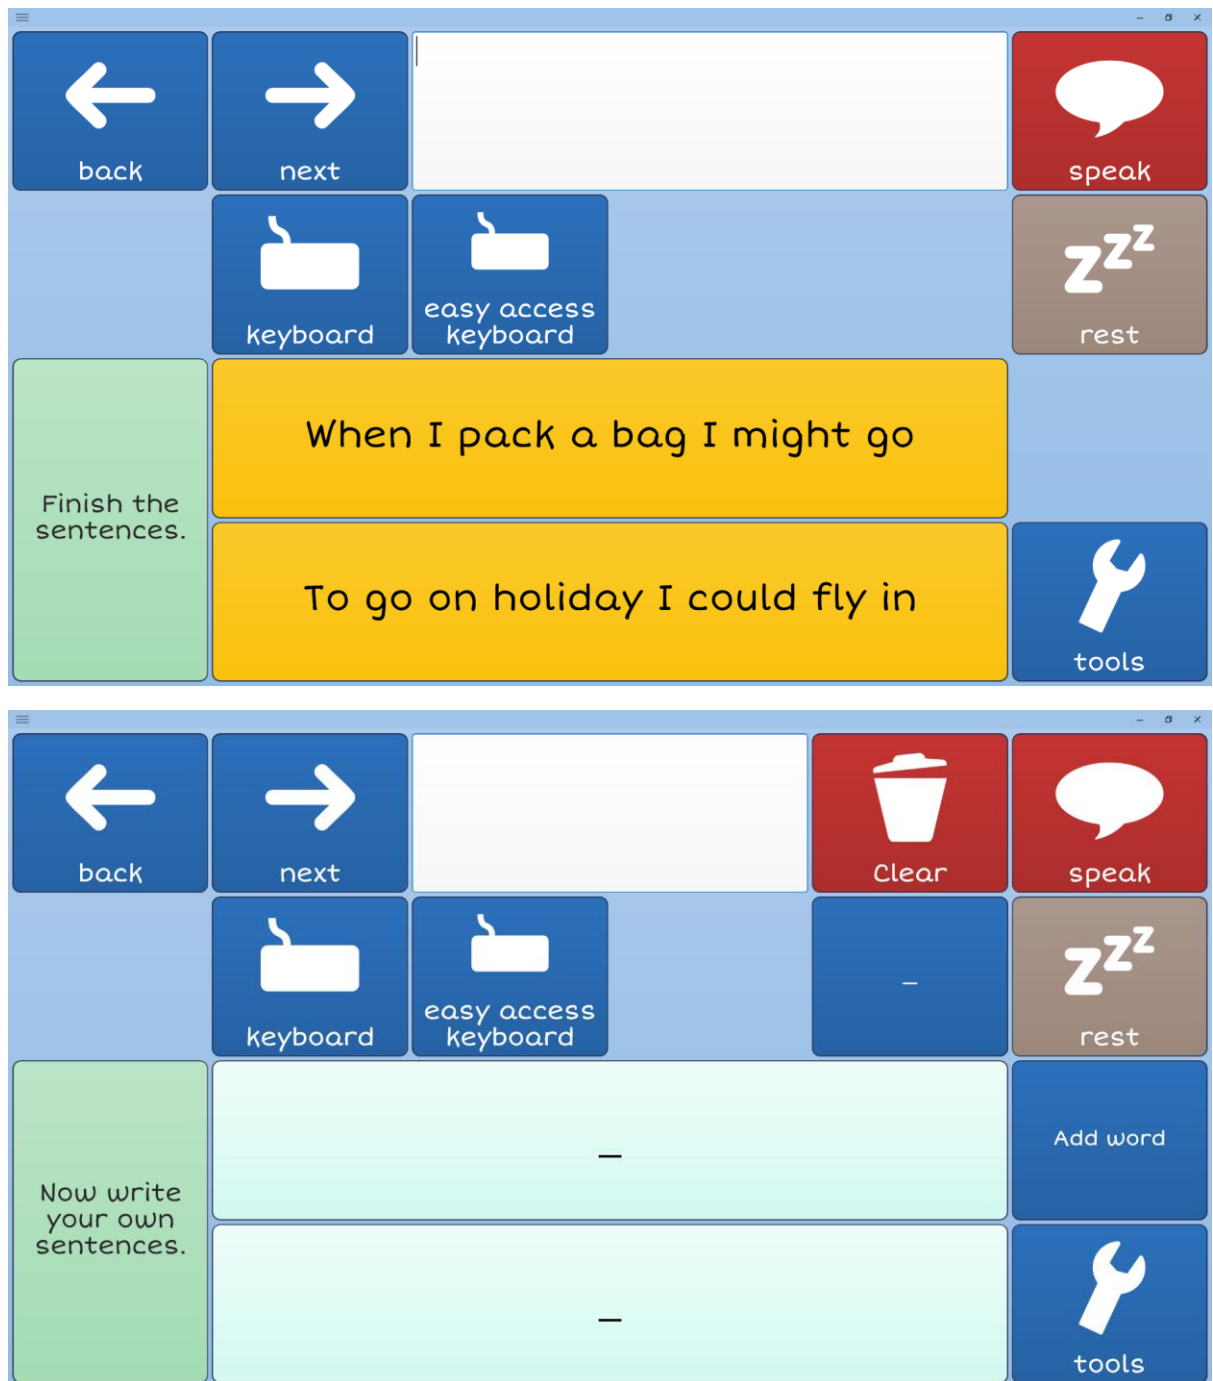 back
next
speak
keyboard
easy access
keyboard
zzz
rest
Finish the
sentences.
When I pack a bag I might go
To go on holiday I could fly in
tools
back
next
Clear
speak
keyboard
easy access
keyboard
_
zzz
rest
Now write
your own
sentences.
_
Add word
_
tools